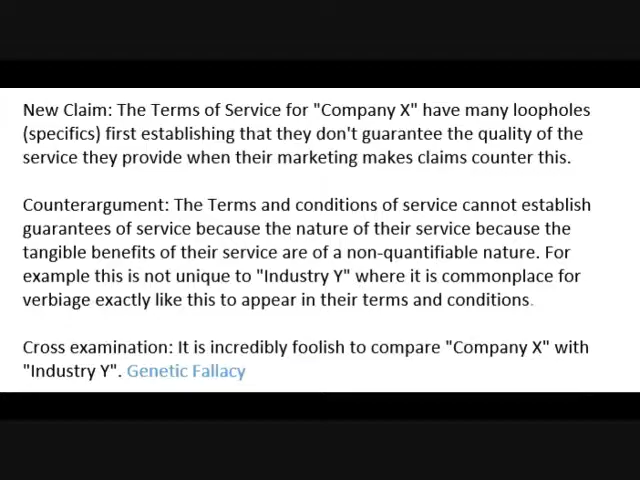 New Claim: The Terms of Service for "Company X" have many loopholes
(specifics) first establishing that they don't guarantee the quality of the
service they provide when their marketing makes claims counter this.
Counterargument: The Terms and conditions of service cannot establish
guarantees of service because the nature of their service because the
tangible benefits of their service are of a non-quantifiable nature. For
example this is not unique to "Industry Y" where it is commonplace for
verbiage exactly like this to appear in their terms and conditions.
Cross examination: It is incredibly foolish to compare "Company X" with
"Industry Y". Genetic Fallacy